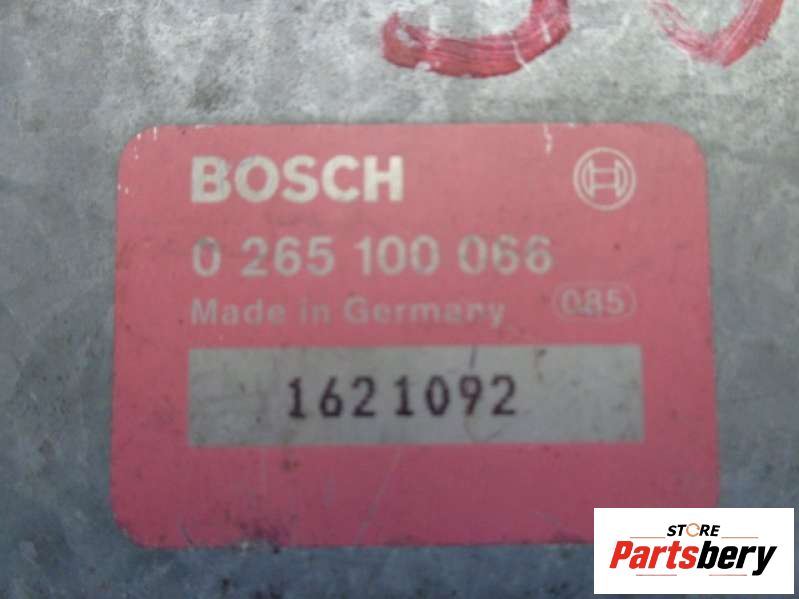 BOSCH
0 265 100 066
Made in Germany 085
1621092
STORE
Partsbery